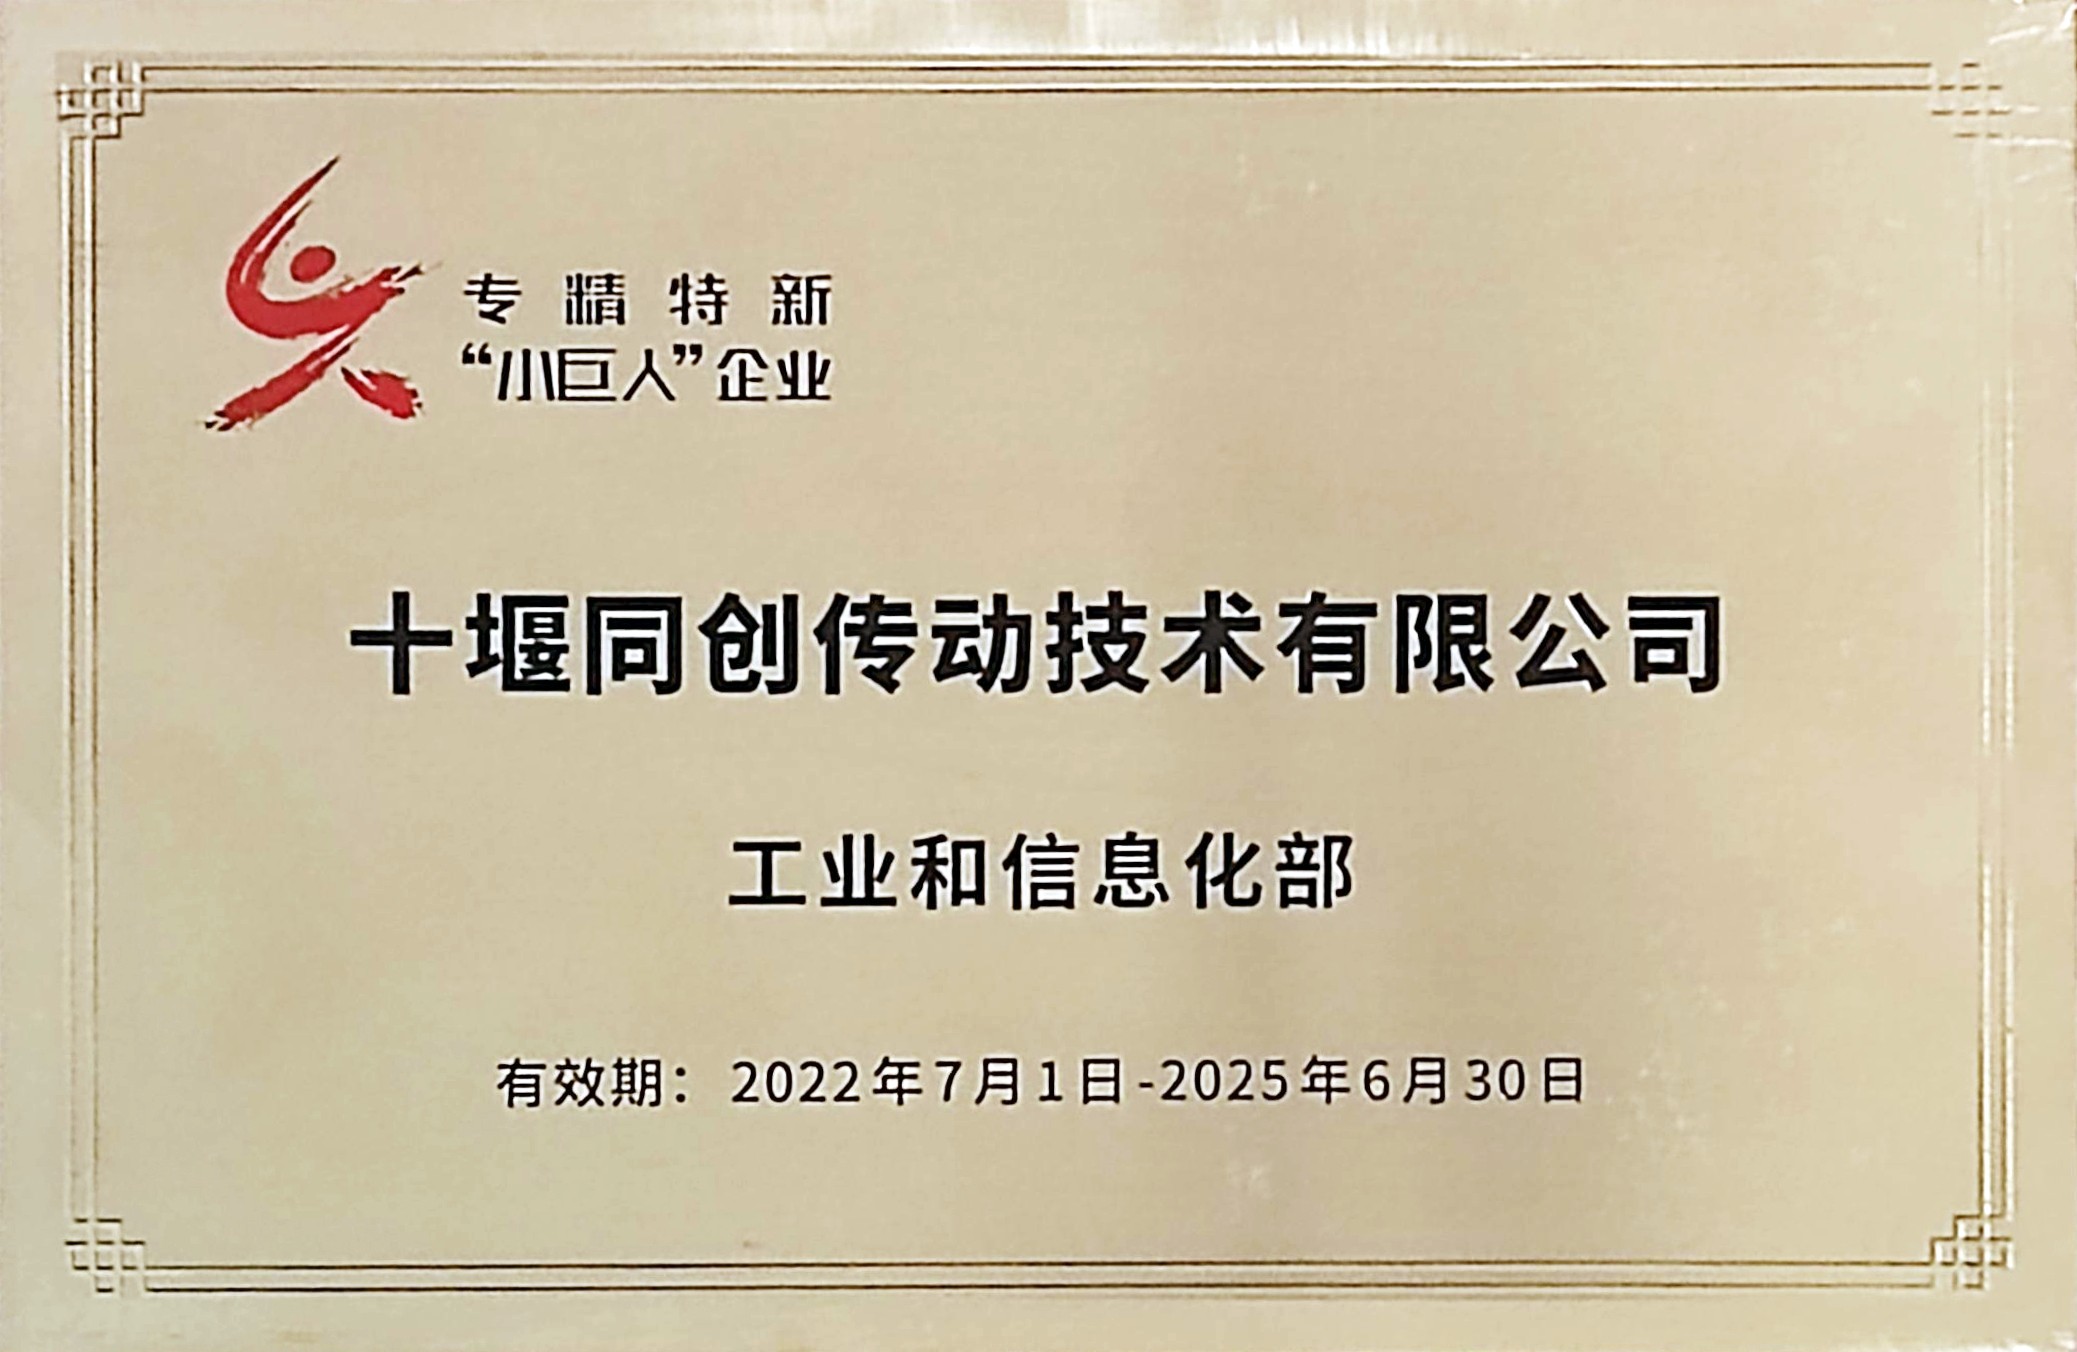 专精特新
“小巨人”企业
十堰同创传动技术有限公司
工业和信息化部
有效期：2022年7月1日-2025年6月30日